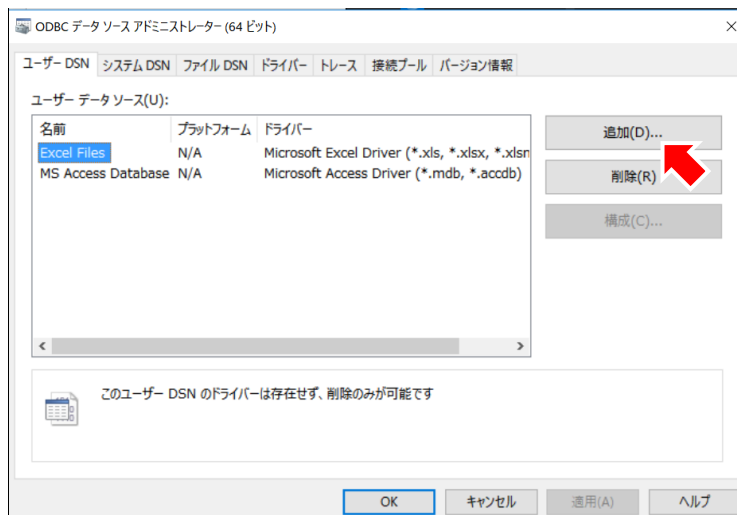 ODBC データ ソース アドミニストレーター (64 ビット)
ユーザー DSN システム DSN ファイル DSN ドライバー トレース 接続プール バージョン情報
ユーザー データ ソース(U):
名前 プラットフォーム ドライバー
Excel Files N/A Microsoft Excel Driver (*.xls, *.xlsx, *.xlsm
MS Access Database N/A Microsoft Access Driver (*.mdb, *.accdb)
追加(D)...
削除(R)
構成(C)...
このユーザー DSN のドライバーは存在せず、削除のみが可能です
OK キャンセル 適用(A) ヘルプ